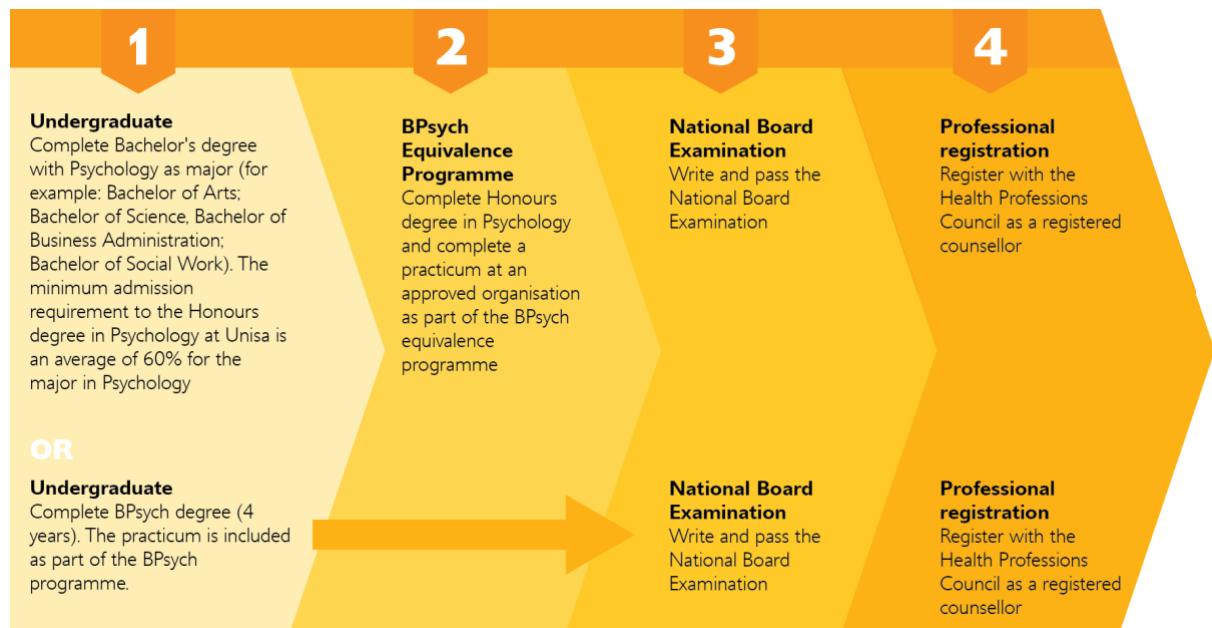 1
2
3
4
Undergraduate
Complete Bachelor's degree
with Psychology as major (for
example: Bachelor of Arts;
Bachelor of Science, Bachelor of
Business Administration;
Bachelor of Social Work). The
minimum admission
requirement to the Honours
degree in Psychology at Unisa is
an average of 60% for the
major in Psychology
BPsych
Equivalence
Programme
Complete Honours
degree in Psychology
and complete a
practicum at an
approved organisation
as part of the BPsych
equivalence
programme
National Board
Examination
Write and pass the
National Board
Examination
Professional
registration
Register with the
Health Professions
Council as a registered
counsellor
OR
Undergraduate
Complete BPsych degree (4
years). The practicum is included
as part of the BPsych
programme.
National Board
Examination
Write and pass the
National Board
Examination
Professional
registration
Register with the
Health Professions
Council as a registered
counsellor